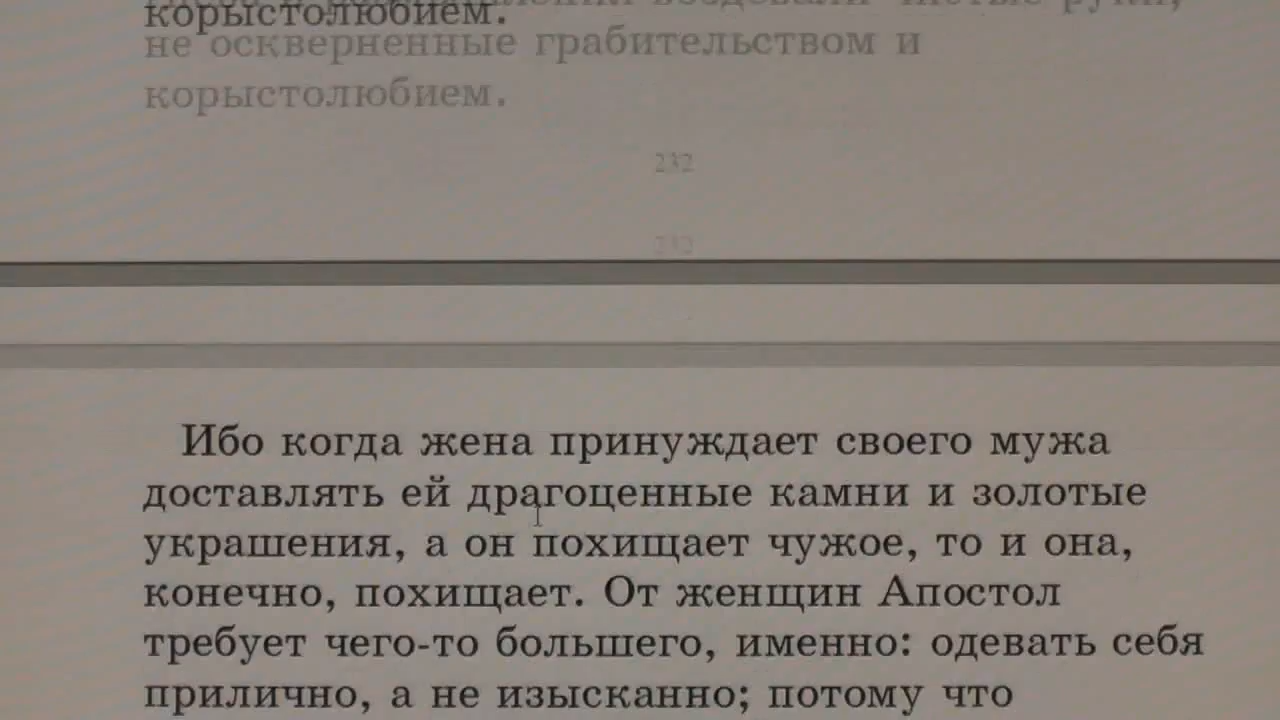 корыстолюбием.
чистые руки,
не оскверненные грабительством и
корыстолюбием.
232
232
Ибо когда жена принуждает своего мужа
доставлять ей драгоценные камни и золотые
украшения, а он похищает чужое, то и она,
конечно, похищает. От женщин Апостол
требует чего-то большего, именно: одевать себя
прилично, а не изысканно; потому что